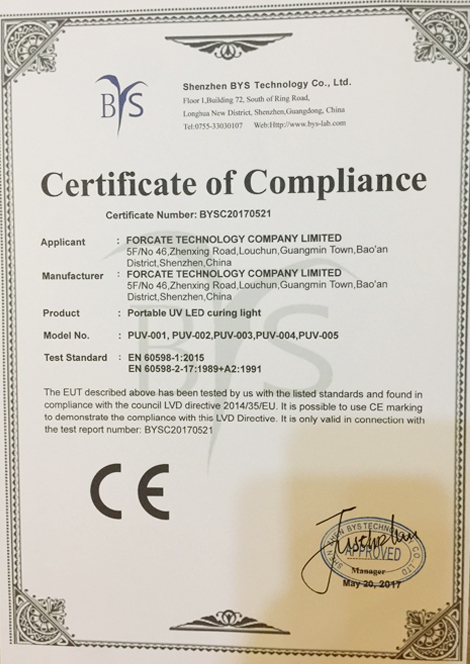 BYS
Shenzhen BYS Technology Co., Ltd.
Floor 1,Building 72, South of Ring Road,
Longhua New District, Shenzhen,Guangdong, China
Tel:0755-33030107 Web:Http://www.bys-lab.com
Certificate of Compliance
Certificate Number: BYSC20170521
Applicant : FORCATE TECHNOLOGY COMPANY LIMITED
5F/No 46,Zhenxing Road,Louchun,Guangmin Town,Bao'an
District,Shenzhen,China
Manufacturer : FORCATE TECHNOLOGY COMPANY LIMITED
5F/No 46,Zhenxing Road,Louchun,Guangmin Town,Bao'an
District,Shenzhen,China
Product : Portable UV LED curing light
Model No. : PUV-001, PUV-002,PUV-003,PUV-004,PUV-005
Test Standard : EN 60598-1:2015
EN 60598-2-17:1989+A2:1991
The EUT described above has been tested by us with the listed standards and found in
compliance with the council LVD directive 2014/35/EU. It is possible to use CE marking
to demonstrate the compliance with this LVD Directive. It is only valid in connection with
the test report number: BYSC20170521
CE
SHEN ZHEN BYS TECHNOLOGY CO., LTD
APPROVED
Manager
May 20, 2017